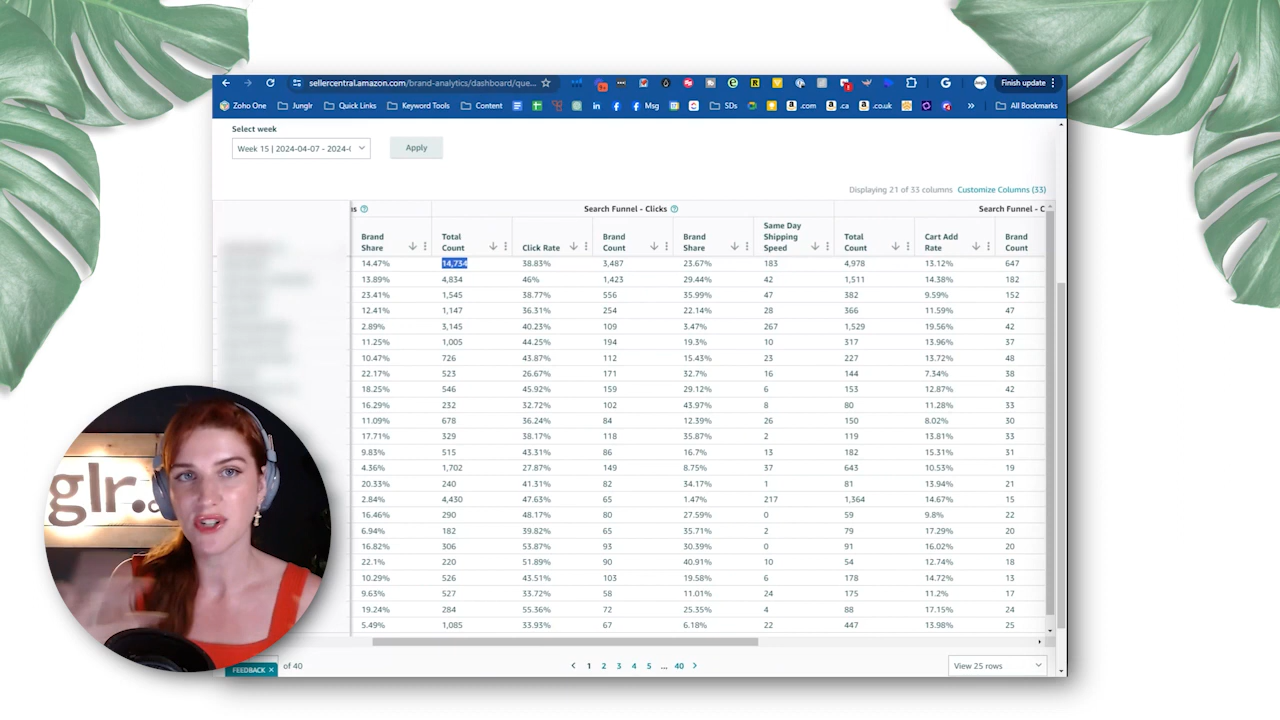 sellercentral.amazon.com/brand-analytics/dashboard/que...
Finish update
Zoho One Junglr Quick Links Keyword Tools Content Msg SDs .com .ca .co.uk » All Bookmarks
Select week
Week 15 | 2024-04-07 - 2024-(
Apply
Displaying 21 of 33 columns Customize Columns (33)
Search Funnel - Clicks Search Funnel - C
Brand Share Total Count Click Rate Brand Count Brand Share Same Day Shipping Speed Total Count Cart Add Rate Brand Count
14.47% 14,734 38.83% 3,487 23.67% 183 4,978 13.12% 647
13.89% 4,834 46% 1,423 29.44% 42 1,511 14.38% 182
23.41% 1,545 38.77% 556 35.99% 47 382 9.59% 152
12.41% 1,147 36.31% 254 22.14% 28 366 11.59% 47
2.89% 3,145 40.23% 109 3.47% 267 1,529 19.56% 42
11.25% 1,005 44.25% 194 19.3% 10 317 13.96% 37
10.47% 726 43.87% 112 15.43% 23 227 13.72% 48
22.17% 523 26.67% 171 32.7% 16 144 7.34% 38
18.25% 546 45.92% 159 29.12% 6 153 12.87% 42
16.29% 232 32.72% 102 43.97% 8 80 11.28% 33
11.09% 678 36.24% 84 12.39% 26 150 8.02% 30
17.71% 329 38.17% 118 35.87% 2 119 13.81% 33
9.83% 515 43.31% 86 16.7% 13 182 15.31% 31
4.36% 1,702 27.87% 149 8.75% 37 643 10.53% 19
20.33% 240 41.31% 82 34.17% 1 81 13.94% 21
2.84% 4,430 47.63% 65 1.47% 217 1,364 14.67% 15
16.46% 290 48.17% 80 27.59% 0 59 9.8% 22
6.94% 182 39.82% 65 35.71% 2 79 17.29% 20
16.82% 306 53.87% 93 30.39% 0 91 16.02% 20
22.1% 220 51.89% 90 40.91% 10 54 12.74% 18
10.29% 526 43.51% 103 19.58% 6 178 14.72% 13
9.63% 527 33.72% 58 11.01% 24 175 11.2% 17
19.24% 284 55.36% 72 25.35% 4 88 17.15% 24
5.49% 1,085 33.93% 67 6.18% 22 447 13.98% 25
glr.
FEEDBACK × of 40 < 1 2 3 4 5 ... 40 > View 25 rows